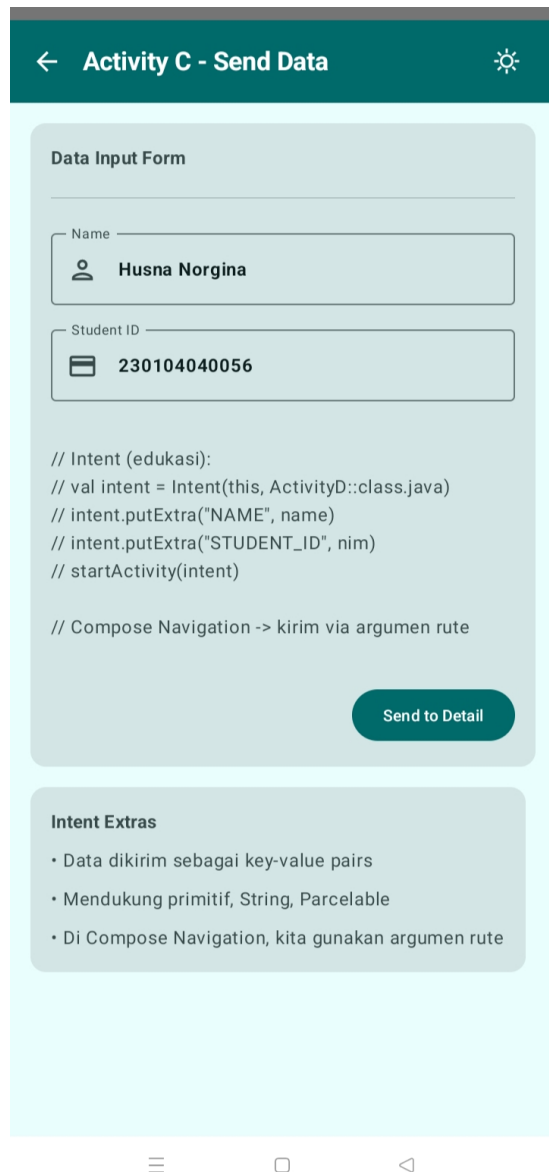 Activity C - Send Data
Data Input Form
Name
Husna Norgina
Student ID
230104040056
// Intent (edukasi):
// val intent = Intent(this, ActivityD::class.java)
// intent.putExtra("NAME", name)
// intent.putExtra("STUDENT_ID", nim)
// startActivity(intent)
// Compose Navigation -> kirim via argumen rute
Send to Detail
Intent Extras
• Data dikirim sebagai key-value pairs
• Mendukung primitif, String, Parcelable
• Di Compose Navigation, kita gunakan argumen rute